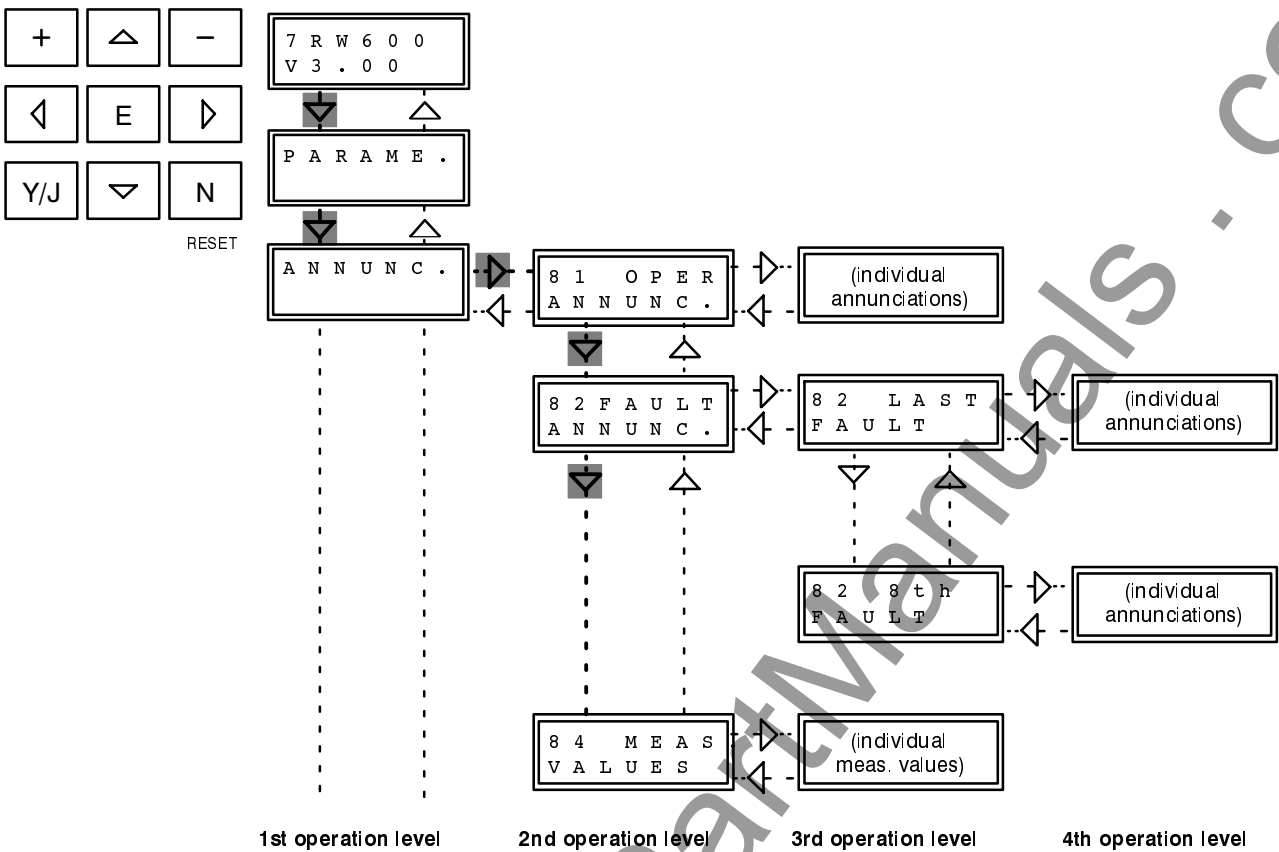 + −
E
Y/J N
RESET
7RW600
V3.00
PARAME.
ANNUNC.
81 OPER
ANNUNC.
(individual
annunciations)
82FAULT
ANNUNC.
82 LAST
FAULT
(individual
annunciations)
82 8th
FAULT
(individual
annunciations)
84 MEAS
VALUES
(individual
meas. values)
1st operation level
2nd operation level
3rd operation level
4th operation level
artManuals . c